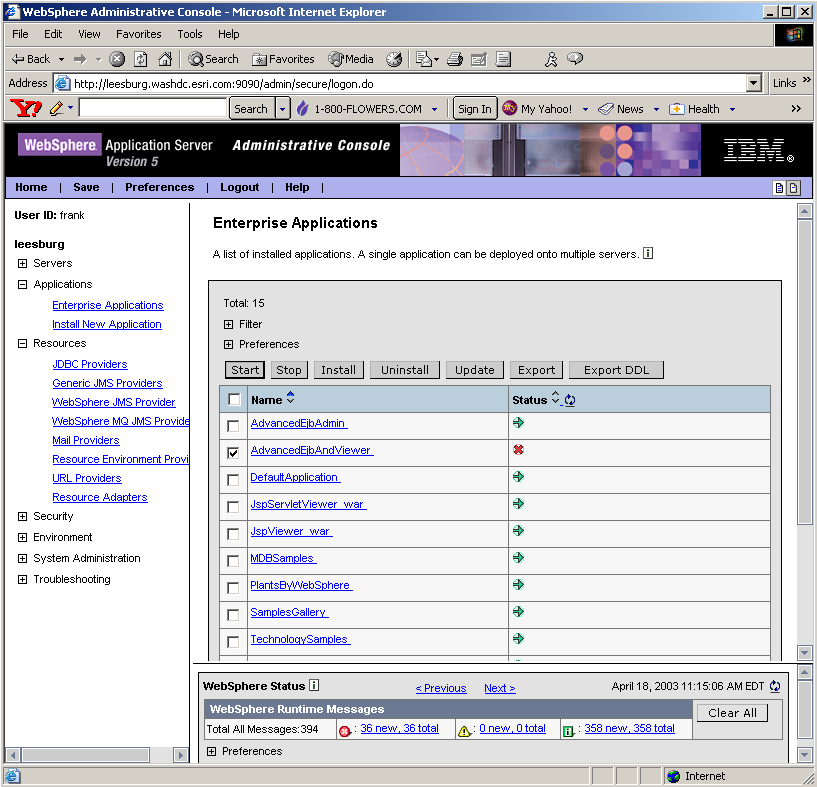 WebSphere Administrative Console - Microsoft Internet Explorer
File Edit View Favorites Tools Help
Back Search Favorites Media
Address http://leesburg.washdc.esri.com:9090/admin/secure/logon.do Links »
Y! Search 1-800-FLOWERS.COM Sign In My Yahoo! News Health »
WebSphere Application Server Administrative Console IBM
Version 5
Home | Save | Preferences | Logout | Help |
User ID: frank
leesburg
Servers
Applications
Enterprise Applications
Install New Application
Resources
JDBC Providers
Generic JMS Providers
WebSphere JMS Provider
WebSphere MQ JMS Provide
Mail Providers
Resource Environment Provi
URL Providers
Resource Adapters
Security
Environment
System Administration
Troubleshooting
Enterprise Applications
A list of installed applications. A single application can be deployed onto multiple servers. i
Total: 15
Filter
Preferences
Start Stop Install Uninstall Update Export Export DDL
Name Status
AdvancedEjbAdmin
AdvancedEjbAndViewer
DefaultApplication
JspServletViewer_war
JspViewer_war
MDBSamples
PlantsByWebSphere
SamplesGallery
TechnologySamples
WebSphere Status i < Previous Next > April 18, 2003 11:15:06 AM EDT
WebSphere Runtime Messages Clear All
Total All Messages:394 : 36 new, 36 total : 0 new, 0 total : 358 new, 358 total
Preferences
Internet